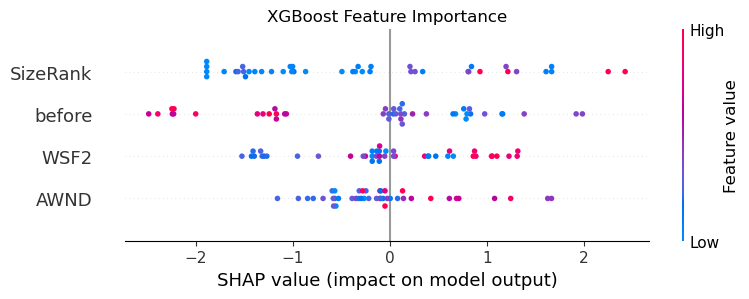 XGBoost Feature Importance
High
SizeRank
before
WSF2
AWND
Feature value
Low
−2 −1 0 1 2
SHAP value (impact on model output)